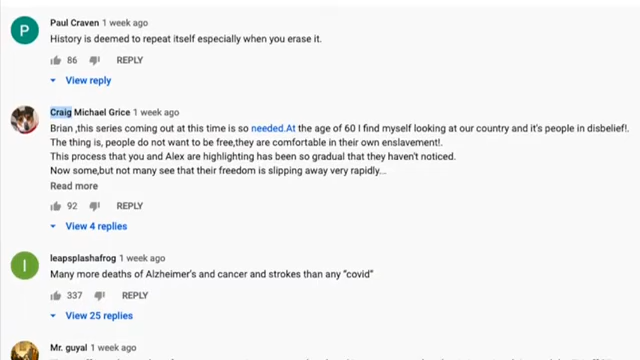 P
Paul Craven 1 week ago
History is deemed to repeat itself especially when you erase it.
86 REPLY
View reply
Craig Michael Grice 1 week ago
Brian ,this series coming out at this time is so needed.At the age of 60 I find myself looking at our country and it's people in disbelief!.
The thing is, people do not want to be free,they are comfortable in their own enslavement!.
This process that you and Alex are highlighting has been so gradual that they haven't noticed.
Now some,but not many see that their freedom is slipping away very rapidly...
Read more
92 REPLY
View 4 replies
I
leapsplashafrog 1 week ago
Many more deaths of Alzheimer's and cancer and strokes than any “covid”
337 REPLY
View 25 replies
Mr. guyal 1 week ago